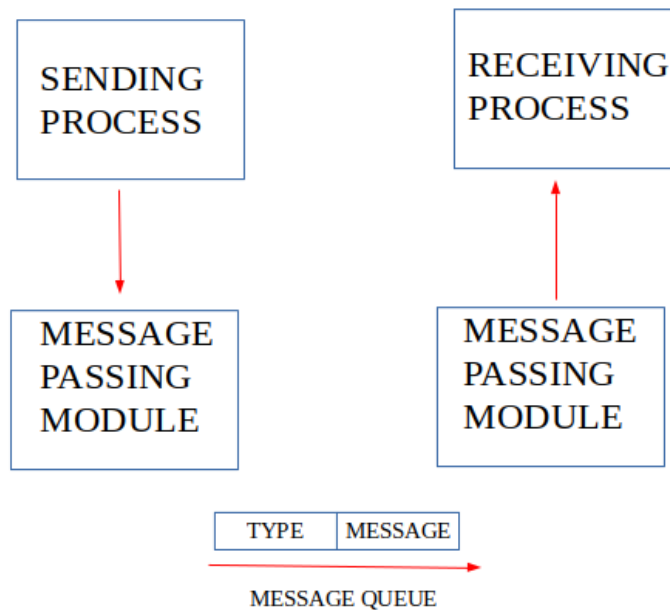 SENDING
PROCESS
RECEIVING
PROCESS
MESSAGE
PASSING
MODULE
MESSAGE
PASSING
MODULE
TYPE
MESSAGE
MESSAGE QUEUE